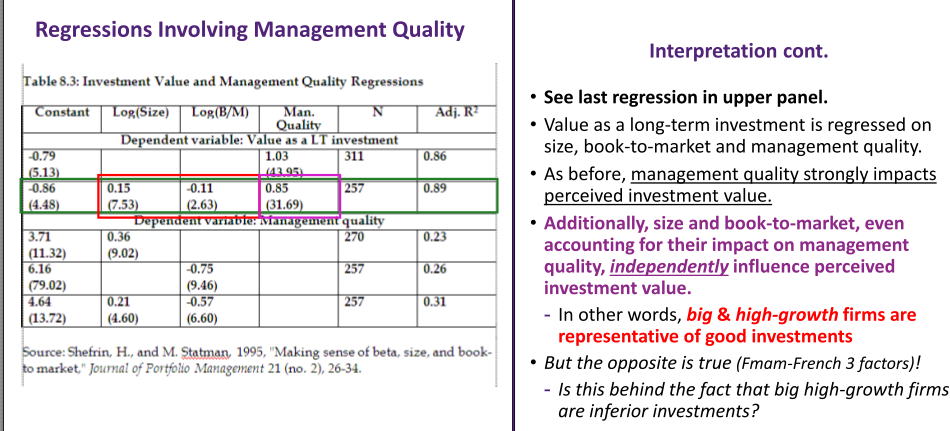 Regressions Involving Management Quality
Table 8.3: Investment Value and Management Quality Regressions
Constant Log(Size) Log(B/M) Man. Quality N Adj. R²
Dependent variable: Value as a LT investment
-0.79 1.03 311 0.86
(5.13) (43.95)
-0.86 0.15 -0.11 0.85 257 0.89
(4.48) (7.53) (2.63) (31.69)
Dependent variable: Management quality
3.71 0.36 270 0.23
(11.32) (9.02)
6.16 -0.75 257 0.26
(79.02) (9.46)
4.64 0.21 -0.57 257 0.31
(13.72) (4.60) (6.60)
Source: Shefrin, H., and M. Statman, 1995, "Making sense of beta, size, and book-
to market," Journal of Portfolio Management 21 (no. 2), 26-34.
Interpretation cont.
• See last regression in upper panel.
• Value as a long-term investment is regressed on
size, book-to-market and management quality.
• As before, management quality strongly impacts
perceived investment value.
• Additionally, size and book-to-market, even
accounting for their impact on management
quality, independently influence perceived
investment value.
- In other words, big & high-growth firms are
representative of good investments
• But the opposite is true (Fmam-French 3 factors)!
- Is this behind the fact that big high-growth firms
are inferior investments?